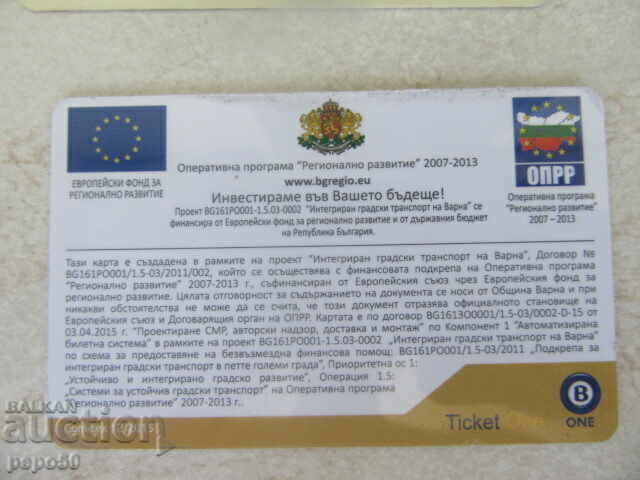 Оперативна програма "Регионално развитие" 2007-2013
www.bgregio.eu
Инвестираме във Вашето бъдеще!
Проект BG161PO001-1.5.03-0002 "Интегриран градски транспорт на Варна" се
финансира от Европейски фонд за регионално развитие и от държавния бюджет
на Република България.
ЕВРОПЕЙСКИ ФОНД ЗА
РЕГИОНАЛНО РАЗВИТИЕ
ОПРР
Оперативна програма
"Регионално развитие"
2007 – 2013
Тази карта е създадена в рамките на проект "Интигриран градски транспорт на Варна", Договор №
BG161PO001/1.5-03/2011/002, който се осъществява с финансовата подкрепа на Оперативна програма
"Регионално развитие" 2007-2013 г., съфинансиран от Европейския съюз чрез Европейския фонд за
регионално развитие. Цялата отговорност за съдържанието на документа се носи от Община Варна и при
никакви обстоятелства не може да се счита, че този документ отразява официалното становище на
Европейския съюз и Договарящия орган на ОПРР. Картата е по договор BG1613O0001/1.5-03/0002-D-15 от
03.04.2015 г. "Проектиране СМР, авторски надзор, доставка и монтаж" по Компонент 1 "Автоматизирана
билетна система" в рамките на проект BG161PO001-1.5.03-0002 „Интегриран градски транспорт на Варна"
по схема за предоставяне на безвъзмездна финансова помощ: BG161PO001/1.5-03/2011 „Подкрепа за
интегриран градски транспорт в петте големи града", Приоритетна ос 1:
„Устойчиво и интегрирано градско развитие", Операция 1.5:
„Системи за устойчив градски транспорт" на Оперативна програма
"Регионално развитие" 2007-2013 г..
Ticket
B
ONE
БАЛКАН
auction
pepo50